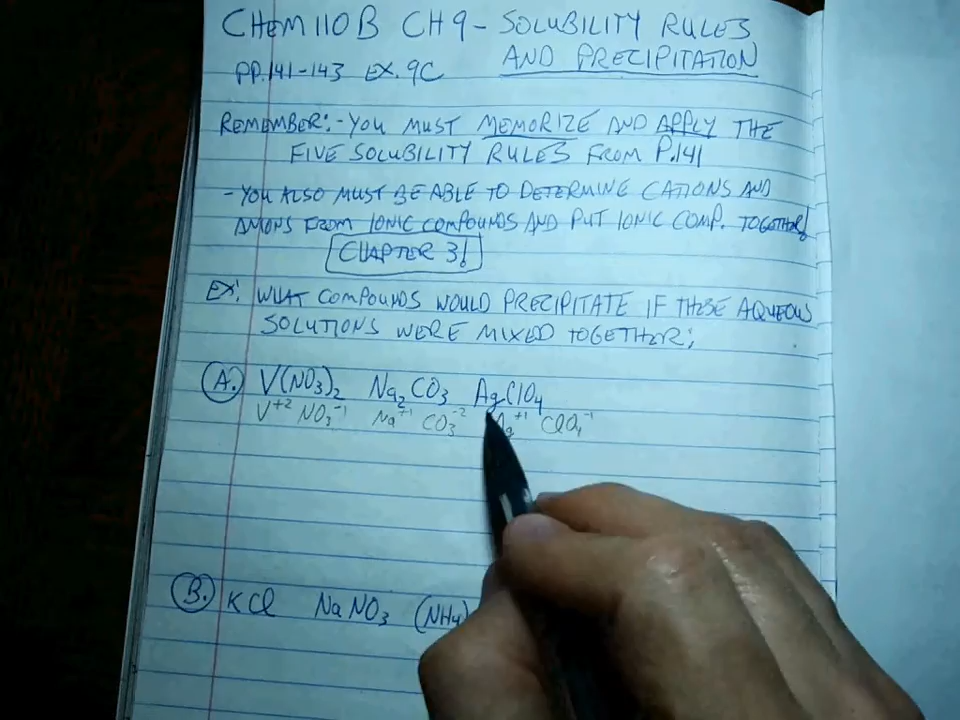 CHEM 110B CH 9 - SOLUBILITY RULES
AND PRECIPITATION
PP. 141-143 EX. 9C
REMEMBER: - YOU MUST MEMORIZE AND APPLY THE
FIVE SOLUBILITY RULES FROM P.141
- YOU ALSO MUST BE ABLE TO DETERMINE CATIONS AND
ANIONS FROM IONIC COMPOUNDS AND PUT IONIC COMP. TOGETHER!
CHAPTER 3!
EX: WHAT COMPOUNDS WOULD PRECIPITATE IF THESE AQUEOUS
SOLUTIONS WERE MIXED TOGETHER:
A. V(NO₃)₂ Na₂CO₃ AgClO₄
V⁺² NO₃⁻¹ Na⁺¹ CO₃⁻² Ag⁺¹ ClO₄⁻¹
B. KCl NaNO₃ (NH₄)